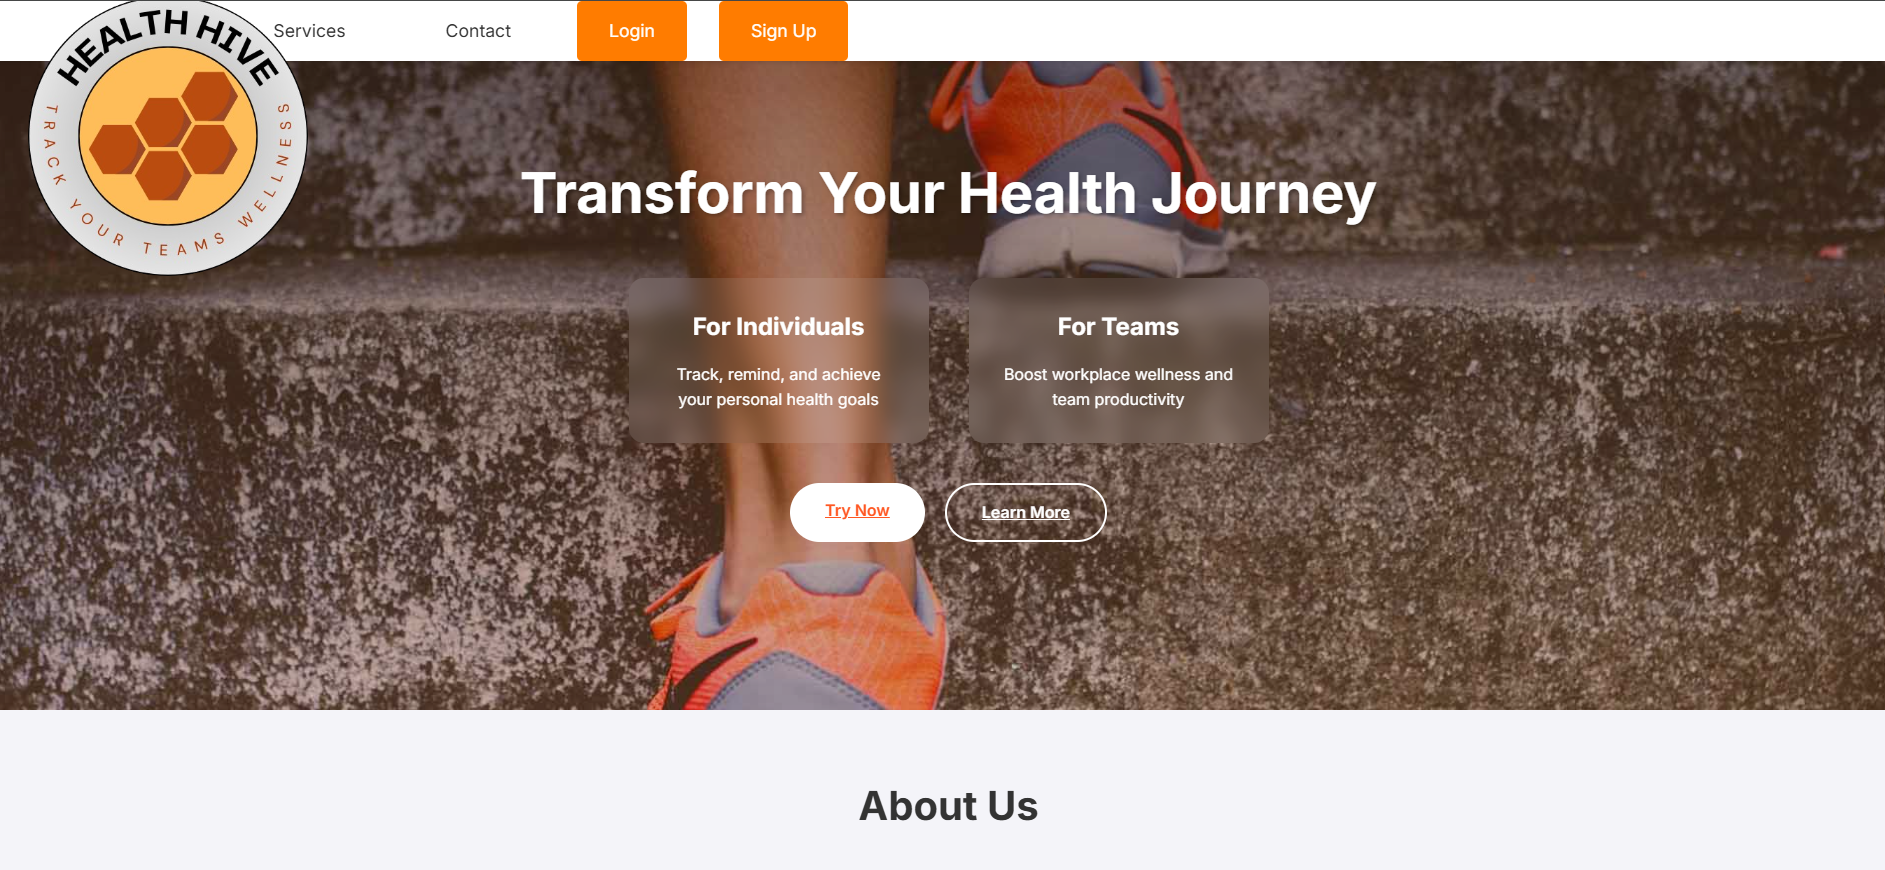 HEALTH HIVE
TRACK YOUR TEAMS WELLNESS
Services
Contact
Login
Sign Up
Transform Your Health Journey
For Individuals
Track, remind, and achieve
your personal health goals
For Teams
Boost workplace wellness and
team productivity
Try Now
Learn More
About Us